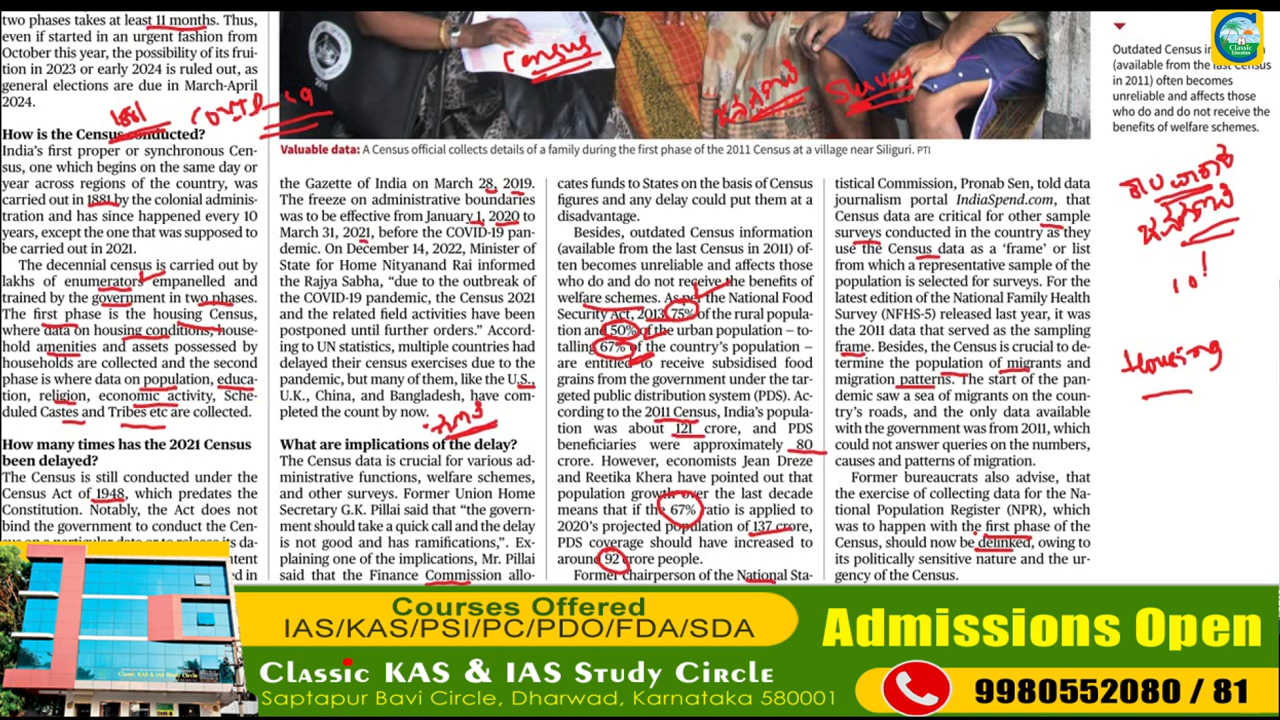 two phases takes at least 11 months. Thus,
even if started in an urgent fashion from
October this year, the possibility of its frui-
tion in 2023 or early 2024 is ruled out, as
general elections are due in March-April
2024.
1881
COVID-19
How is the Census conducted?
India's first proper or synchronous Cen-
sus, one which begins on the same day or
year across regions of the country, was
carried out in 1881 by the colonial adminis-
tration and has since happened every 10
years, except the one that was supposed to
be carried out in 2021.
The decennial census is carried out by
lakhs of enumerators empanelled and
trained by the government in two phases.
The first phase is the housing Census,
where data on housing conditions, house-
hold amenities and assets possessed by
households are collected and the second
phase is where data on population, educa-
tion, religion, economic activity, Sche-
duled Castes and Tribes etc are collected.
How many times has the 2021 Census
been delayed?
The Census is still conducted under the
Census Act of 1948, which predates the
Constitution. Notably, the Act does not
bind the government to conduct the Cen-
Census
Survey
Valuable data: A Census official collects details of a family during the first phase of the 2011 Census at a village near Siliguri. PTI
the Gazette of India on March 28, 2019.
The freeze on administrative boundaries
was to be effective from January 1, 2020 to
March 31, 2021, before the COVID-19 pan-
demic. On December 14, 2022, Minister of
State for Home Nityanand Rai informed
the Rajya Sabha, “due to the outbreak of
the COVID-19 pandemic, the Census 2021
and the related field activities have been
postponed until further orders.” Accord-
ing to UN statistics, multiple countries had
delayed their census exercises due to the
pandemic, but many of them, like the U.S.,
U.K., China, and Bangladesh, have com-
pleted the count by now.
What are implications of the delay?
The Census data is crucial for various ad-
ministrative functions, welfare schemes,
and other surveys. Former Union Home
Secretary G.K. Pillai said that “the govern-
ment should take a quick call and the delay
is not good and has ramifications,”. Ex-
plaining one of the implications, Mr. Pillai
said that the Finance Commission allo-
cates funds to States on the basis of Census
figures and any delay could put them at a
disadvantage.
Besides, outdated Census information
(available from the last Census in 2011) of-
ten becomes unreliable and affects those
who do and do not receive the benefits of
welfare schemes. As per the National Food
Security Act, 2013 75% of the rural popula-
tion and 50% of the urban population – to-
talling 67% of the country's population –
are entitled to receive subsidised food
grains from the government under the tar-
geted public distribution system (PDS).
According to the 2011 Census, India's popula-
tion was about 121 crore, and PDS
beneficiaries were approximately 80
crore. However, economists Jean Dreze
and Reetika Khera have pointed out that
population growth over the last decade
means that if the 67% ratio is applied to
2020's projected population of 137 crore,
PDS coverage should have increased to
around 92 crore people.
Former chairperson of the National Sta-
tistical Commission, Pronab Sen, told data
journalism portal IndiaSpend.com, that
Census data are critical for other sample
surveys conducted in the country as they
use the Census data as a ‘frame’ or list
from which a representative sample of the
population is selected for surveys. For the
latest edition of the National Family Health
Survey (NFHS-5) released last year, it was
the 2011 data that served as the sampling
frame. Besides, the Census is crucial to de-
termine the population of migrants and
migration patterns. The start of the pan-
demic saw a sea of migrants on the coun-
try's roads, and the only data available
with the government was from 2011, which
could not answer queries on the numbers,
causes and patterns of migration.
Former bureaucrats also advise, that
the exercise of collecting data for the Na-
tional Population Register (NPR), which
was to happen with the first phase of the
Census, should now be delinked, owing to
its politically sensitive nature and the ur-
gency of the Census.
Classic
Education
Outdated Census in
(available from the last Census
in 2011) often becomes
unreliable and affects those
who do and do not receive the
benefits of welfare schemes.
10!
Housing
Courses Offered
IAS/KAS/PSI/PC/PDO/FDA/SDA
Classic KAS & IAS Study Circle
Saptapur Bavi Circle, Dharwad, Karnataka 580001
Admissions Open
9980552080 / 81